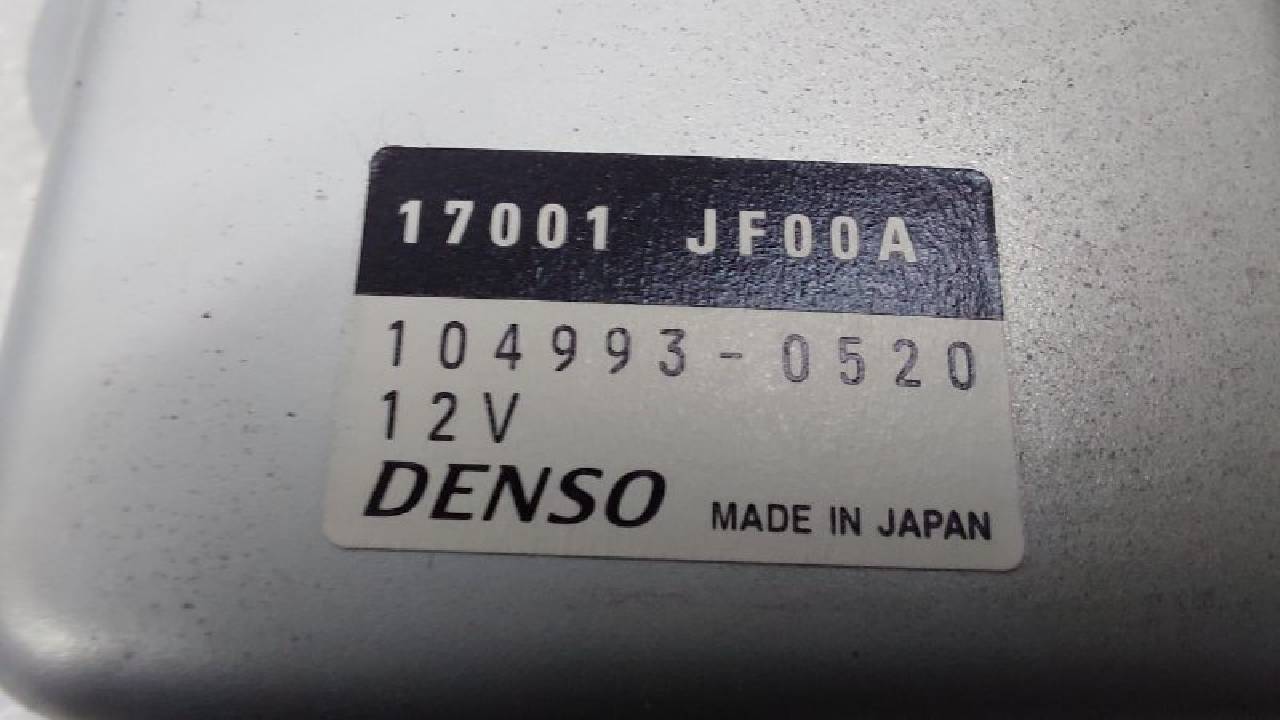 17001 JF00A
104993-0520
12V
DENSO MADE IN JAPAN